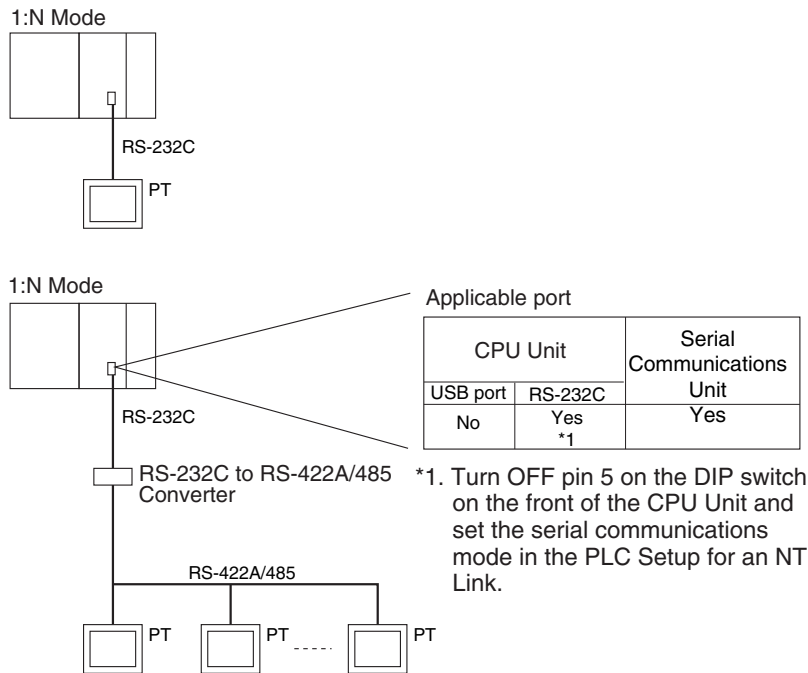 1:N Mode
RS-232C
PT
1:N Mode
Applicable port
CPU Unit
Serial
Communications
Unit
USB port RS-232C
No Yes Yes
*1
RS-232C
RS-232C to RS-422A/485
Converter
*1. Turn OFF pin 5 on the DIP switch
on the front of the CPU Unit and
set the serial communications
mode in the PLC Setup for an NT
Link.
RS-422A/485
PT PT PT